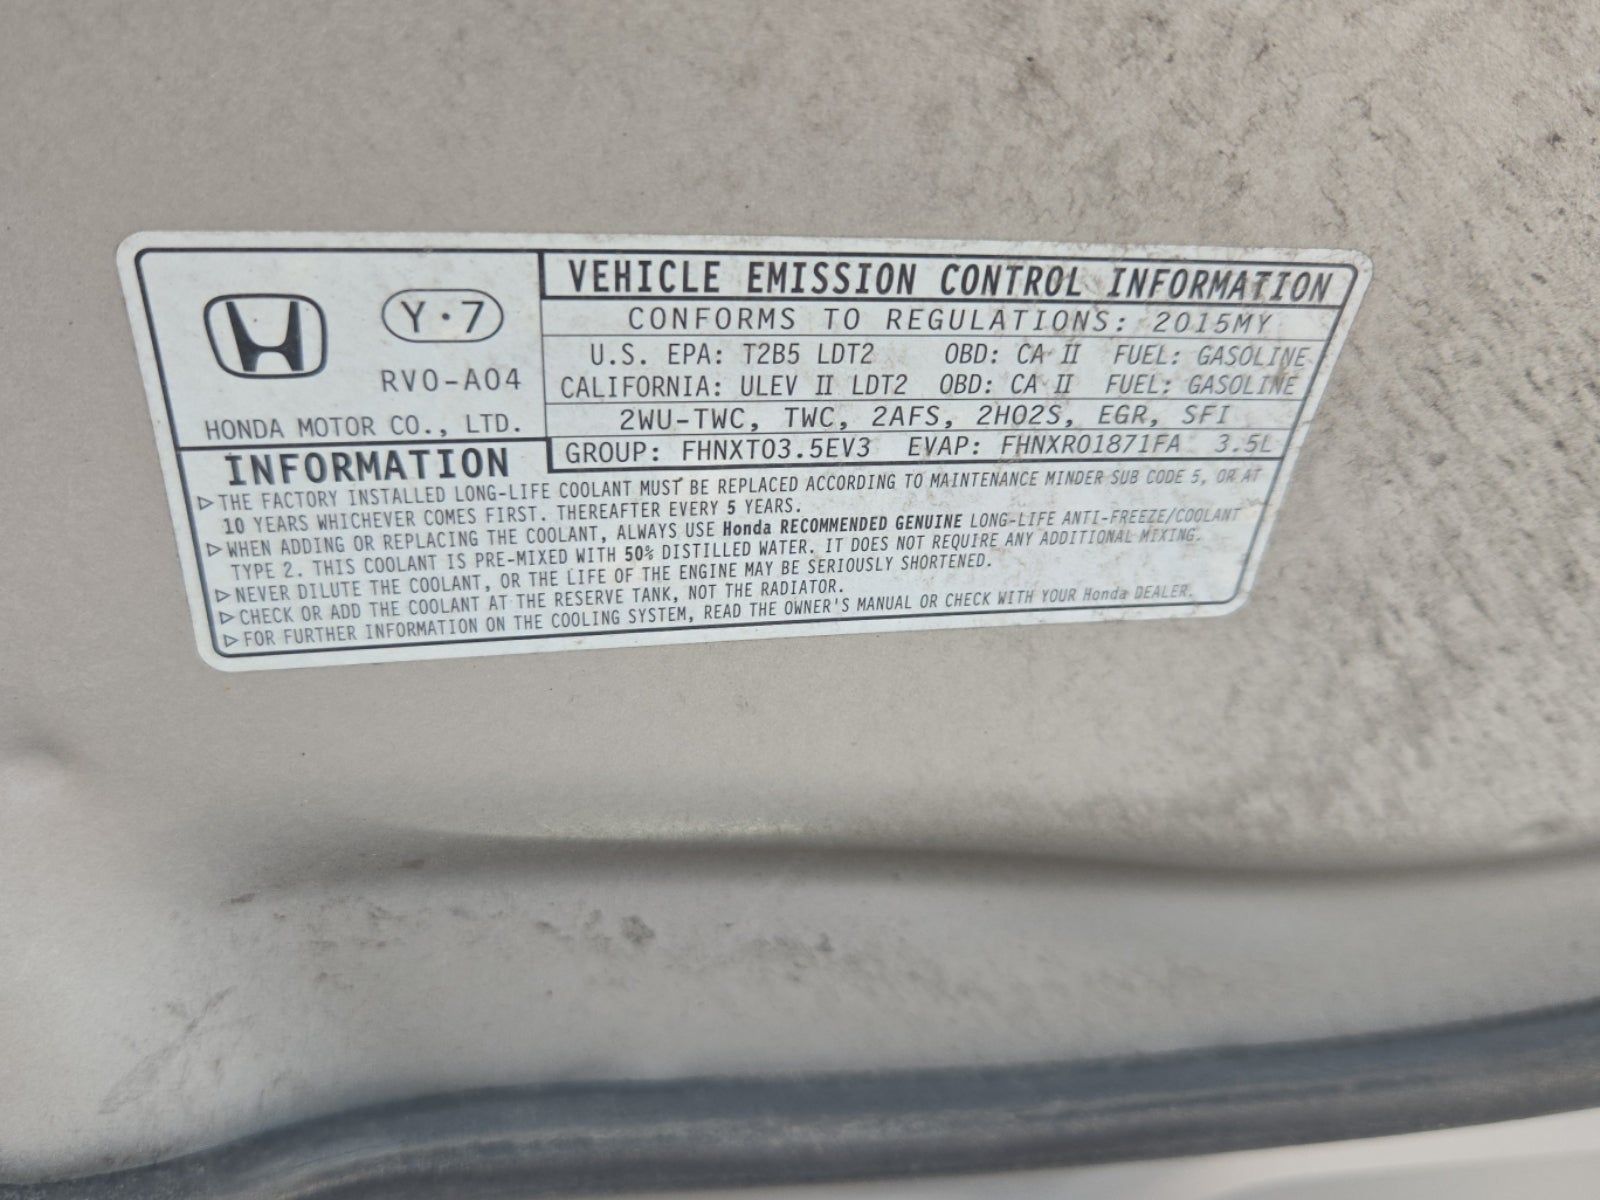 Y·7
RV0-A04
HONDA MOTOR CO., LTD.
VEHICLE EMISSION CONTROL INFORMATION
CONFORMS TO REGULATIONS: 2015MY
U.S. EPA: T2B5 LDT2 OBD: CA II FUEL: GASOLINE
CALIFORNIA: ULEV II LDT2 OBD: CA II FUEL: GASOLINE
2WU-TWC, TWC, 2AFS, 2HO2S, EGR, SFI
GROUP: FHNXT03.5EV3 EVAP: FHNXR01871FA 3.5L
INFORMATION
▷ THE FACTORY INSTALLED LONG-LIFE COOLANT MUST BE REPLACED ACCORDING TO MAINTENANCE MINDER SUB CODE 5, OR AT
10 YEARS WHICHEVER COMES FIRST. THEREAFTER EVERY 5 YEARS.
▷ WHEN ADDING OR REPLACING THE COOLANT, ALWAYS USE Honda RECOMMENDED GENUINE LONG-LIFE ANTI-FREEZE/COOLANT
TYPE 2. THIS COOLANT IS PRE-MIXED WITH 50% DISTILLED WATER. IT DOES NOT REQUIRE ANY ADDITIONAL MIXING.
▷ NEVER DILUTE THE COOLANT, OR THE LIFE OF THE ENGINE MAY BE SERIOUSLY SHORTENED.
▷ CHECK OR ADD THE COOLANT AT THE RESERVE TANK, NOT THE RADIATOR.
▷ FOR FURTHER INFORMATION ON THE COOLING SYSTEM, READ THE OWNER'S MANUAL OR CHECK WITH YOUR Honda DEALER.